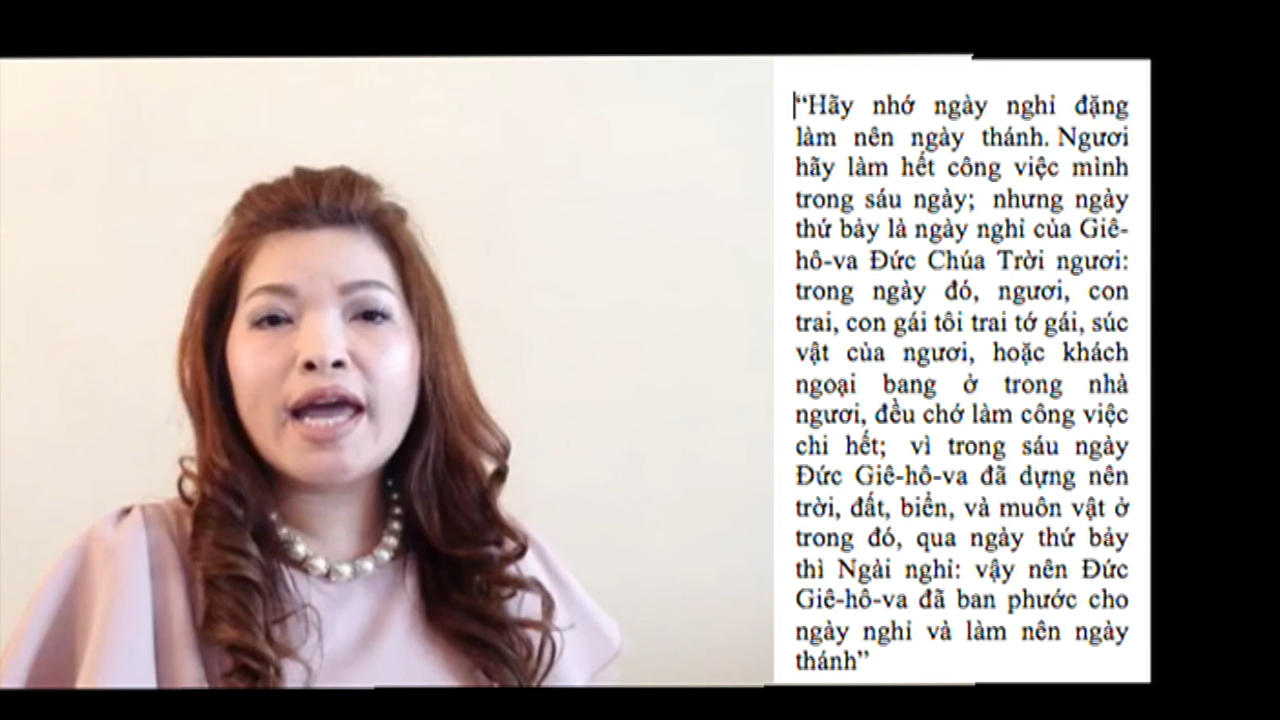 “Hãy nhớ ngày nghỉ đặng
làm nên ngày thánh. Ngươi
hãy làm hết công việc mình
trong sáu ngày; nhưng ngày
thứ bảy là ngày nghỉ của Giê-
hô-va Đức Chúa Trời ngươi:
trong ngày đó, ngươi, con
trai, con gái tôi trai tớ gái, súc
vật của ngươi, hoặc khách
ngoại bang ở trong nhà
ngươi, đều chớ làm công việc
chi hết; vì trong sáu ngày
Đức Giê-hô-va đã dựng nên
trời, đất, biển, và muôn vật ở
trong đó, qua ngày thứ bảy
thì Ngài nghỉ: vậy nên Đức
Giê-hô-va đã ban phước cho
ngày nghỉ và làm nên ngày
thánh”